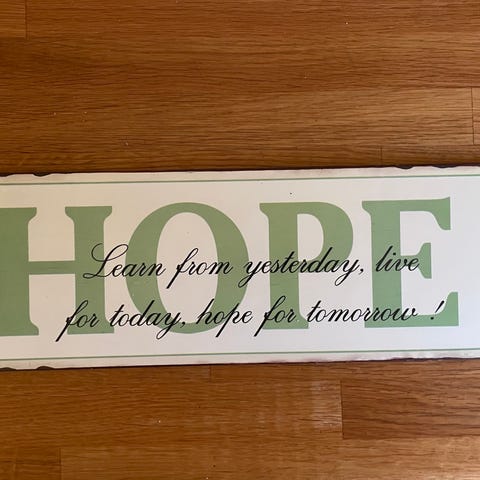 HOPE
Learn from yesterday, live
for today, hope for tomorrow !